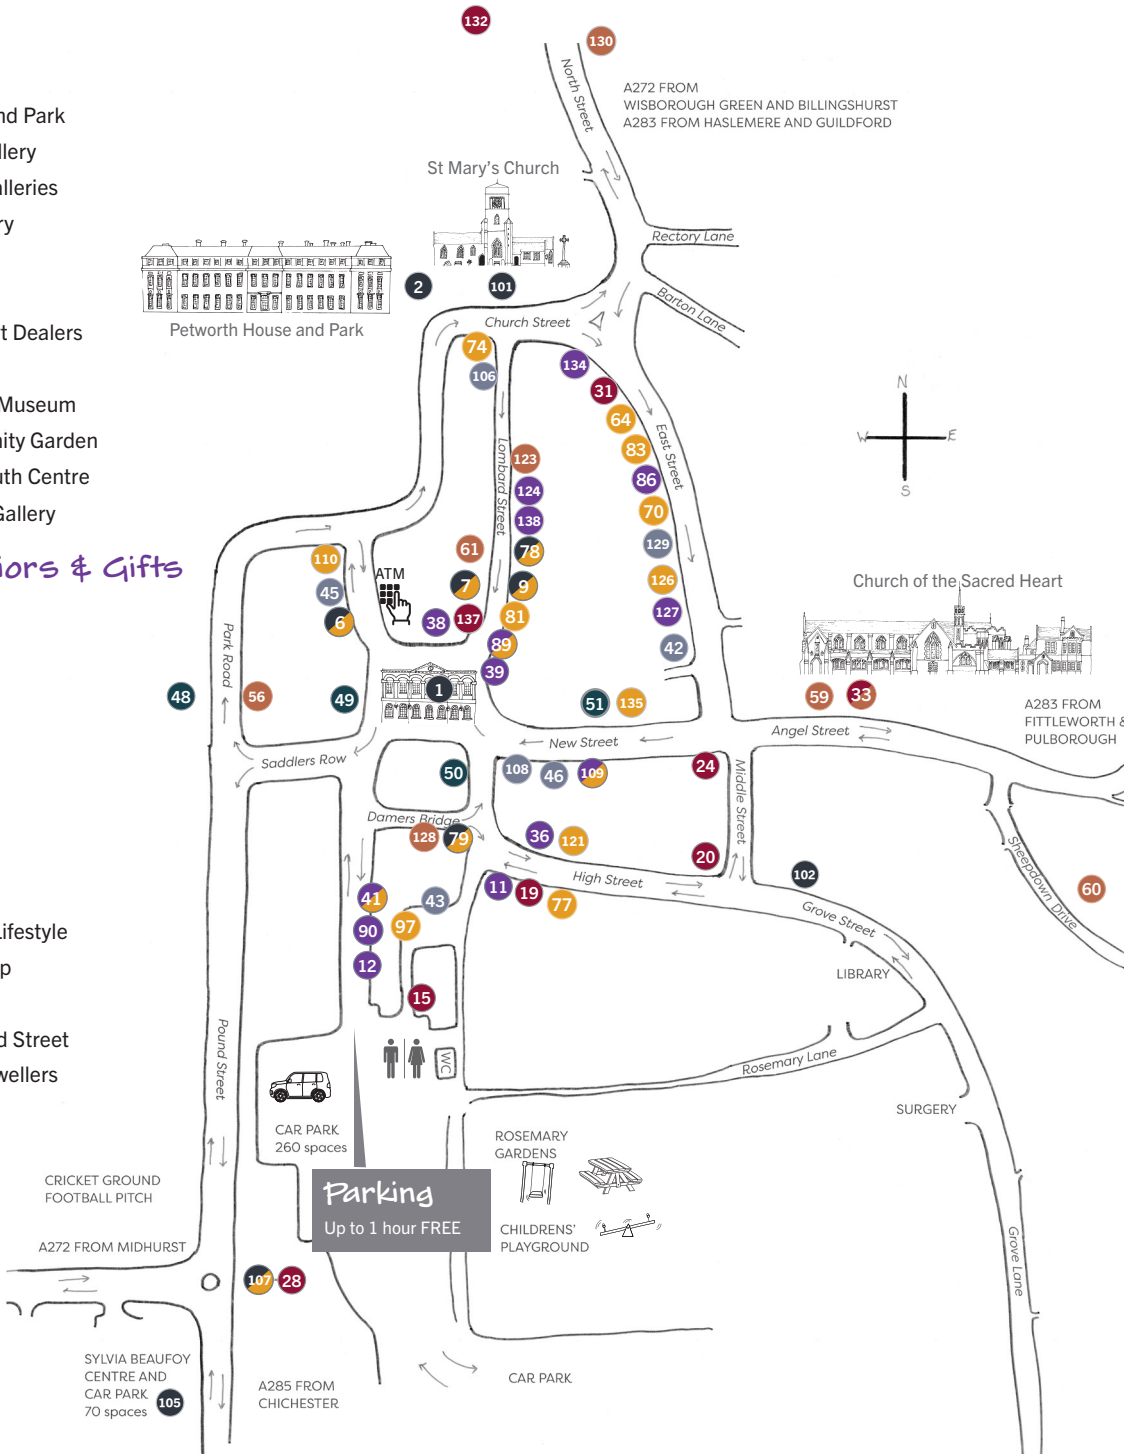 132
130
North Street
A272 FROM
WISBOROUGH GREEN AND BILLINGSHURST
A283 FROM HASLEMERE AND GUILDFORD
nd Park
llery
alleries
ry
t Dealers
Museum
nity Garden
uth Centre
Gallery
iors & Gifts
Lifestyle
p
d Street
wellers
St Mary's Church
Rectory Lane
2
101
Barton Lane
Petworth House and Park
Church Street
74
106
134
31
64
83
86
70
129
126
127
42
East Street
N
W
E
S
Lombard Street
123
124
138
78
9
81
89
39
61
7
137
38
ATM
110
45
6
Park Road
48
56
49
1
51
135
Church of the Sacred Heart
59
33
A283 FROM
FITTLEWORTH &
PULBOROUGH
Angel Street
New Street
Saddlers Row
50
108
46
109
24
Middle Street
Damers Bridge
128
79
36
121
20
High Street
102
60
Sheepdown Drive
11
19
77
41
43
90
97
12
15
Grove Street
LIBRARY
Pound Street
WC
Rosemary Lane
SURGERY
CAR PARK
260 spaces
ROSEMARY
GARDENS
Parking
Up to 1 hour FREE
CHILDRENS'
PLAYGROUND
CRICKET GROUND
FOOTBALL PITCH
A272 FROM MIDHURST
107
28
Grove Lane
SYLVIA BEAUFOY
CENTRE AND
CAR PARK
70 spaces
105
A285 FROM
CHICHESTER
CAR PARK